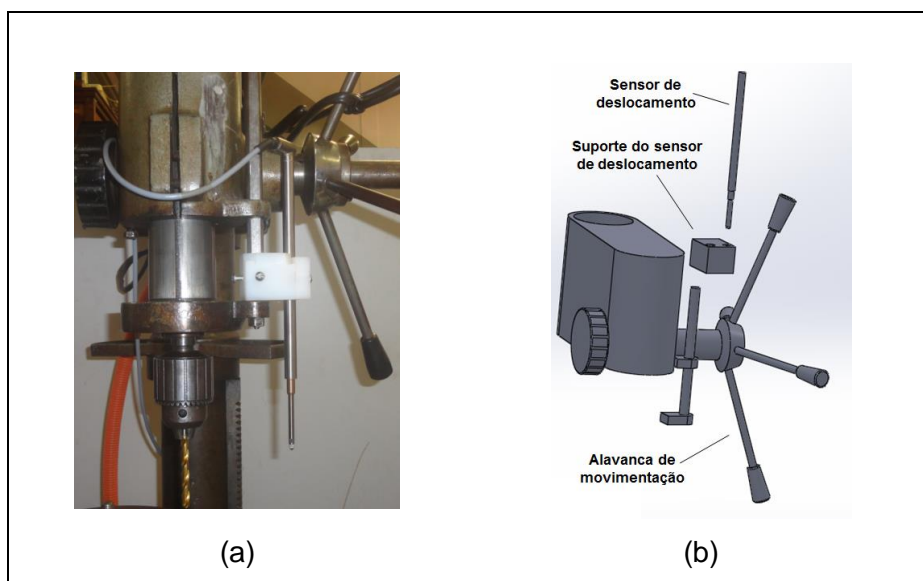 Sensor de
deslocamento
Suporte do sensor
de deslocamento
Alavanca de
movimentação
(a)
(b)